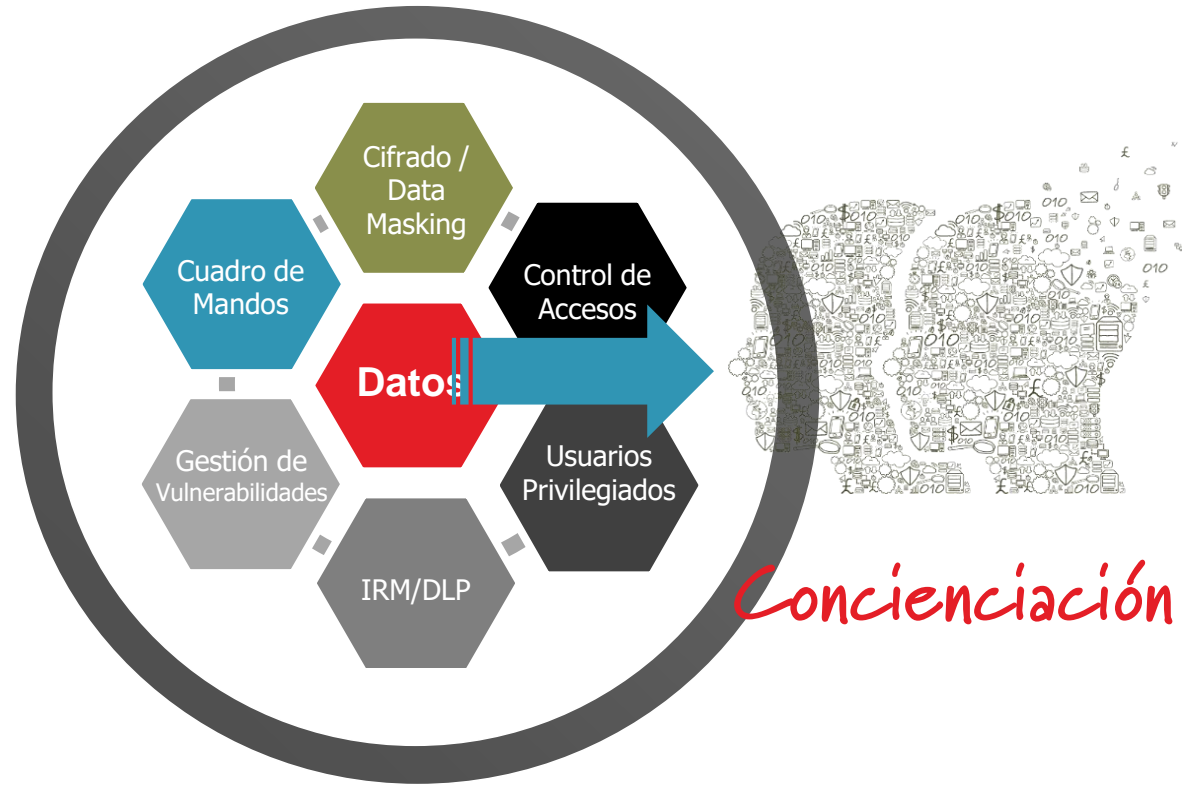 Cifrado /
Data
Masking
Cuadro de
Mandos
Control de
Accesos
Datos
Gestión de
Vulnerabilidades
Usuarios
Privilegiados
IRM/DLP
Concienciación